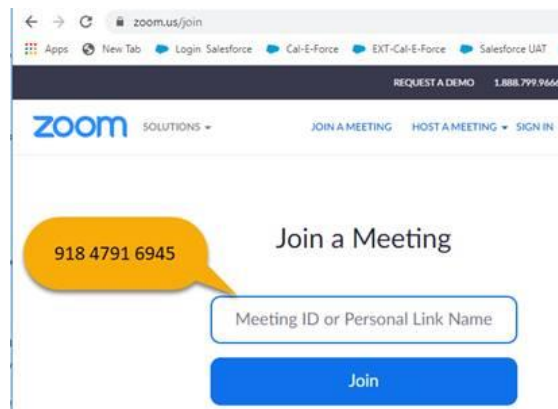 zoom.us/join
Apps New Tab Login Salesforce Cal-E-Force EXT-Cal-E-Force Salesforce UAT
REQUEST A DEMO 1.888.799.9666
zoom SOLUTIONS JOIN A MEETING HOST A MEETING SIGN IN
Join a Meeting
918 4791 6945
Meeting ID or Personal Link Name
Join